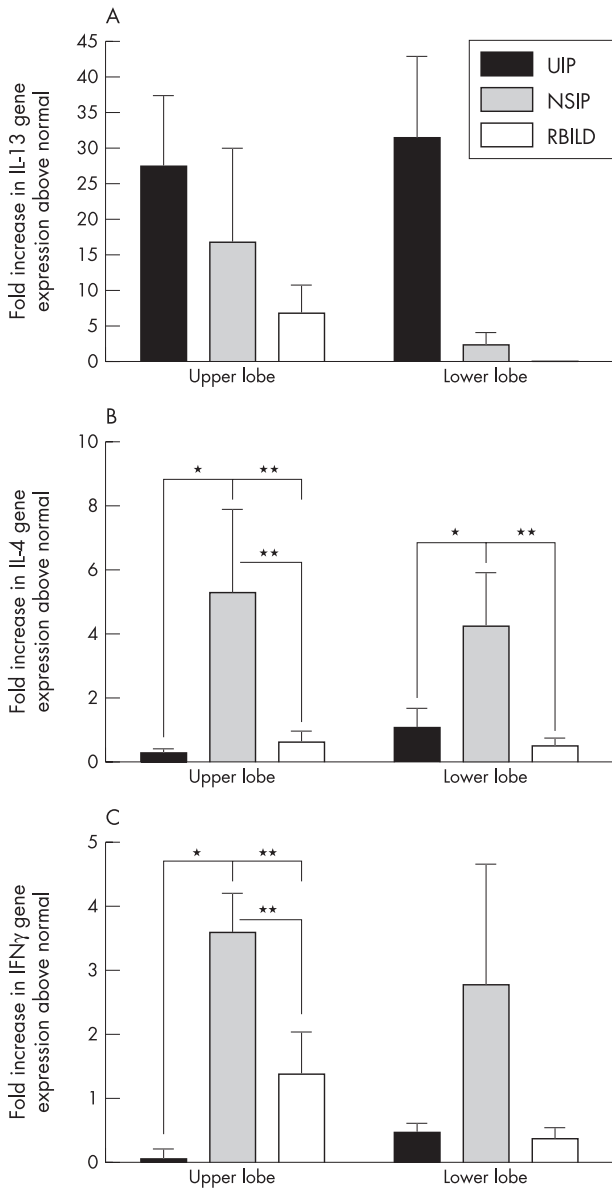 A
Fold increase in IL-13 gene
expression above normal
45
40
35
30
25
20
15
10
5
0
Upper lobe
Lower lobe
UIP
NSIP
RBILD
B
Fold increase in IL-4 gene
expression above normal
10
8
6
4
2
0
★
★★
★★
★
★★
Upper lobe
Lower lobe
C
Fold increase in IFNγ gene
expression above normal
5
4
3
2
1
0
★
★★
★★
Upper lobe
Lower lobe